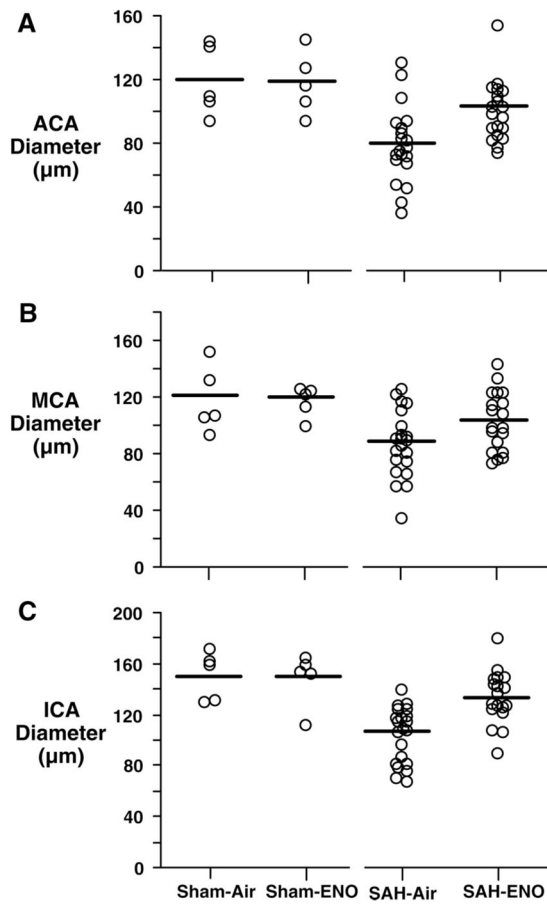 A
160
120
80
40
0
ACA
Diameter
(µm)
B
160
120
80
40
0
MCA
Diameter
(µm)
C
200
160
120
80
40
0
ICA
Diameter
(µm)
Sham-Air Sham-ENO SAH-Air SAH-ENO